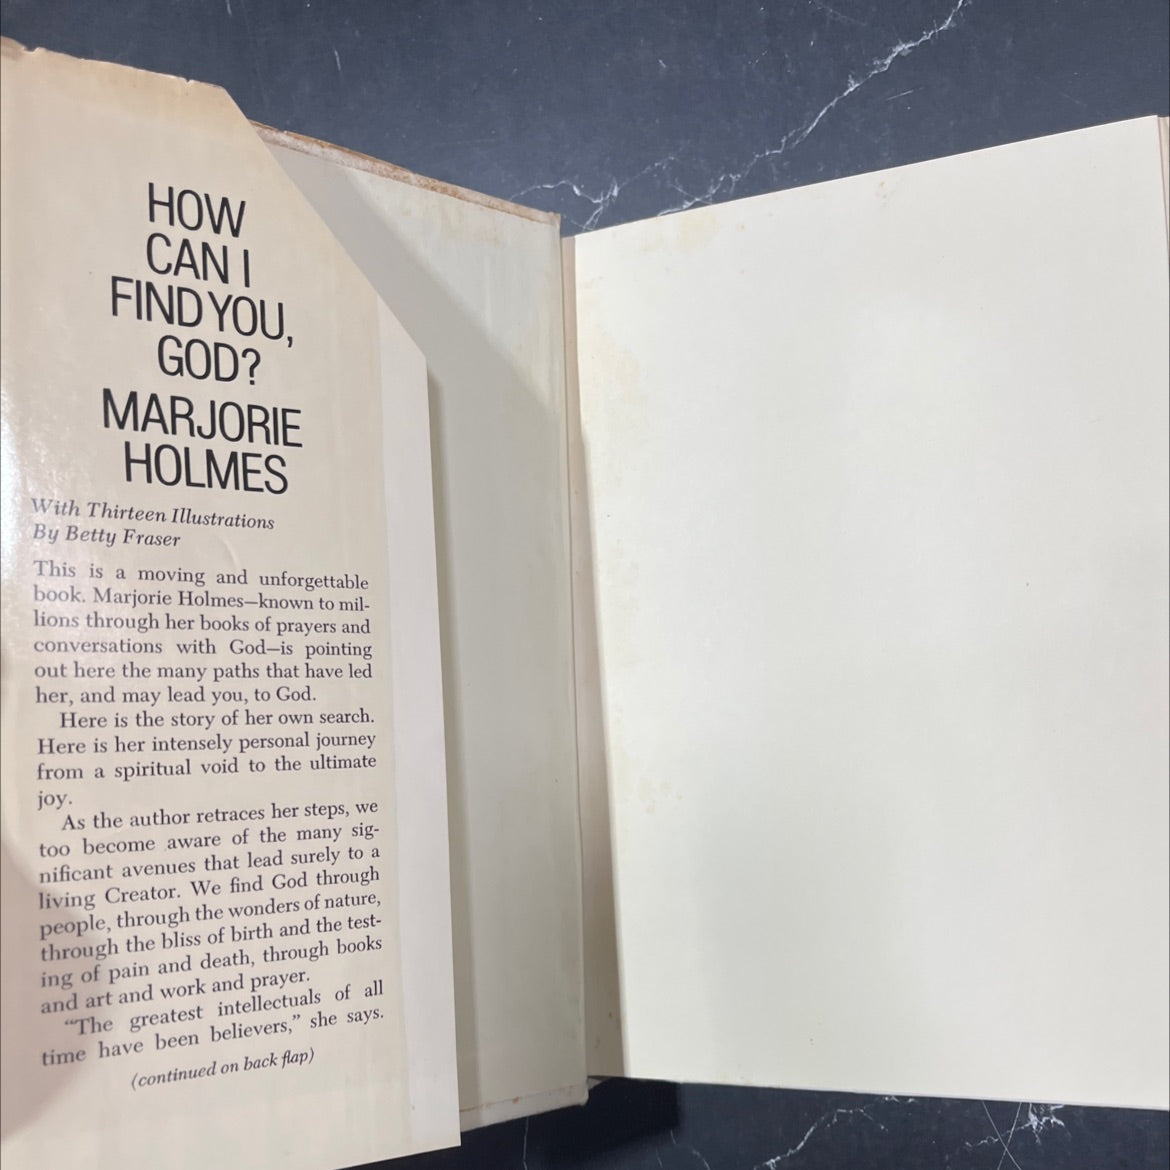 HOW
CAN I
FIND YOU,
GOD?
MARJORIE
HOLMES
With Thirteen Illustrations
By Betty Fraser
This is a moving and unforgettable
book. Marjorie Holmes—known to mil-
lions through her books of prayers and
conversations with God—is pointing
out here the many paths that have led
her, and may lead you, to God.
Here is the story of her own search.
Here is her intensely personal journey
from a spiritual void to the ultimate
joy.
As the author retraces her steps, we
too become aware of the many sig-
nificant avenues that lead surely to a
living Creator. We find God through
people, through the wonders of nature,
through the bliss of birth and the test-
ing of pain and death, through books
and art and work and prayer.
“The greatest intellectuals of all
time have been believers,” she says.
(continued on back flap)